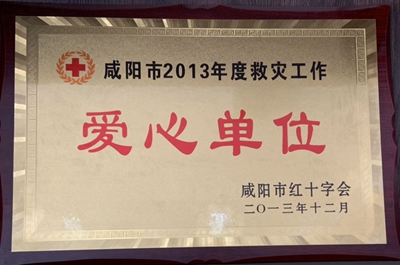 咸阳市2013年度救灾工作
爱心单位
咸阳市红十字会
二〇一三年十二月